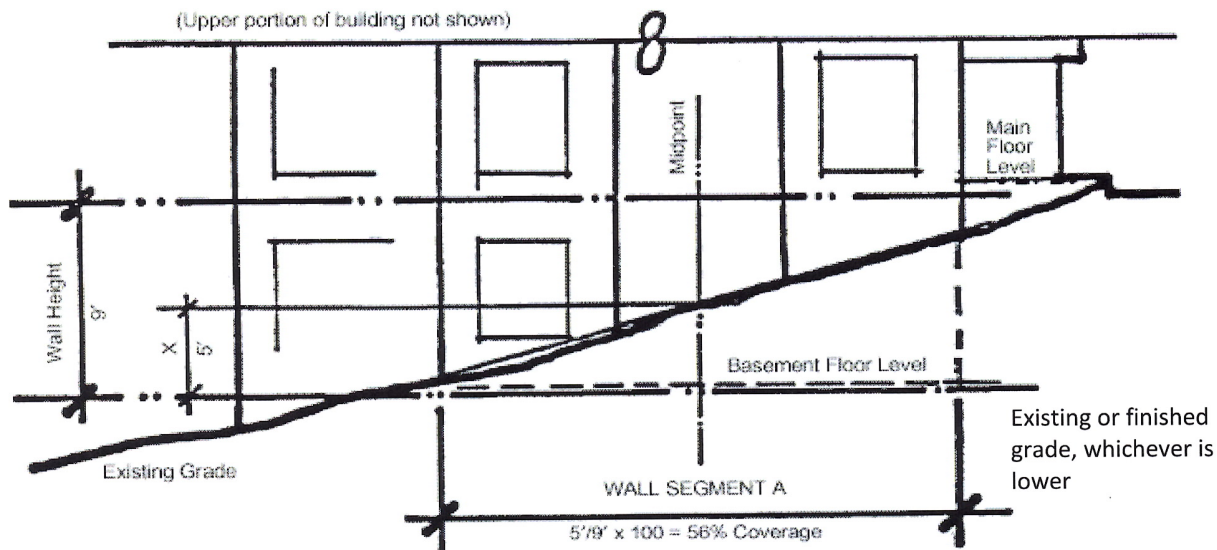 (Upper portion of building not shown)
8
Midpoint
Main
Floor
Level
Wall Height
9'
X
5'
Basement Floor Level
Existing or finished
grade, whichever is
lower
Existing Grade
WALL SEGMENT A
5'/9' x 100 = 56% Coverage